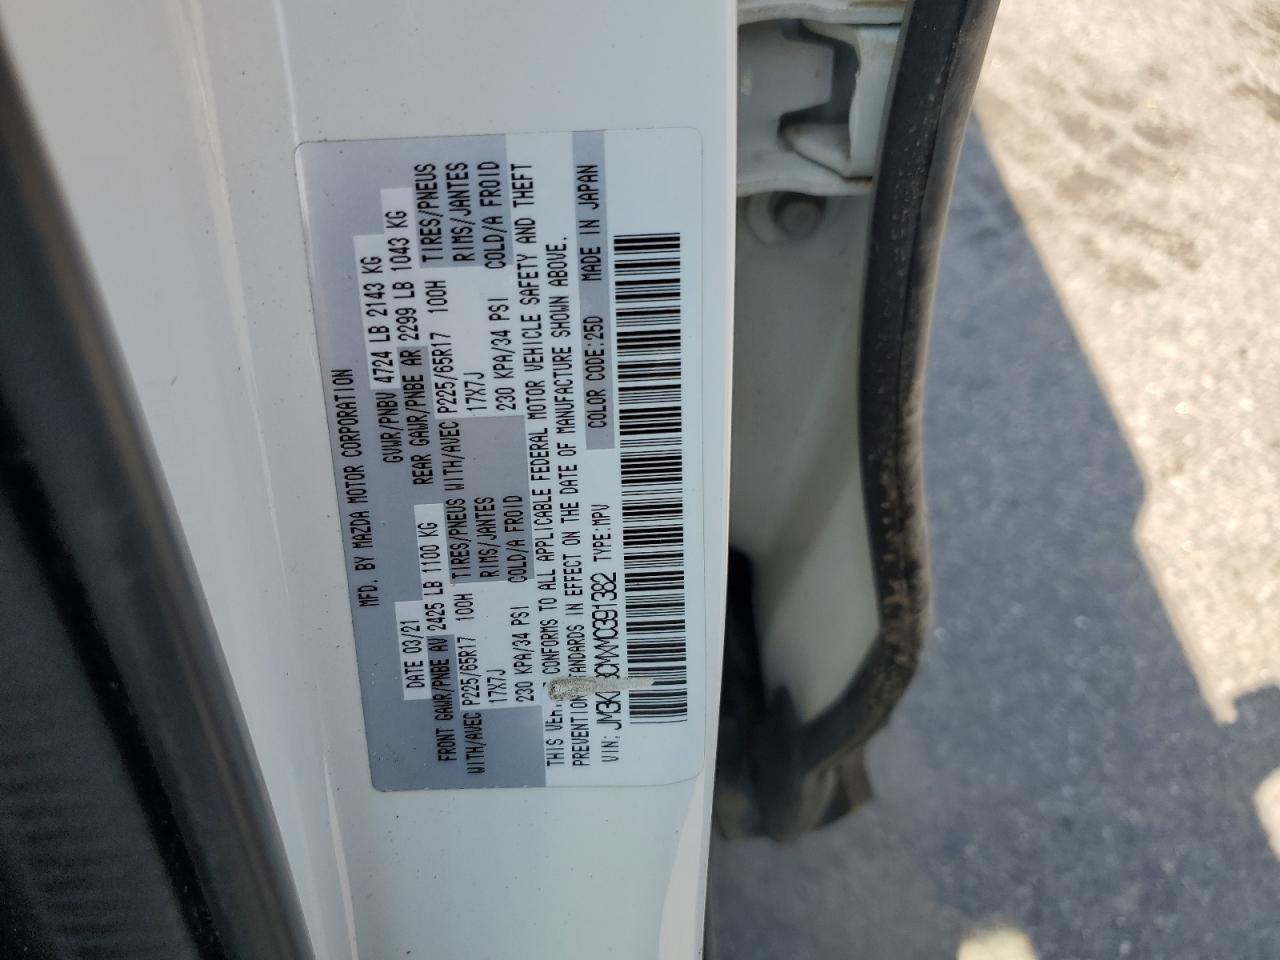 MFD. BY MAZDA MOTOR CORPORATION
DATE 03/21 GVWR/PNBV 4724 LB 2143 KG
FRONT GAWR/PNBE AV 2425 LB 1100 KG REAR GAWR/PNBE AR 2299 LB 1043 KG
WITH/AVEC P225/65R17 100H TIRES/PNEUS WITH/AVEC P225/65R17 100H TIRES/PNEUS
17X7J RIMS/JANTES 17X7J RIMS/JANTES
230 KPA/34 PSI COLD/A FROID 230 KPA/34 PSI COLD/A FROID
THIS CONFORMS TO ALL APPLICABLE FEDERAL MOTOR VEHICLE SAFETY AND THEFT
PREVENTION STANDARDS IN EFFECT ON THE DATE OF MANUFACTURE SHOWN ABOVE.
VIN: TYPE:MPV COLOR CODE:25D MADE IN JAPAN